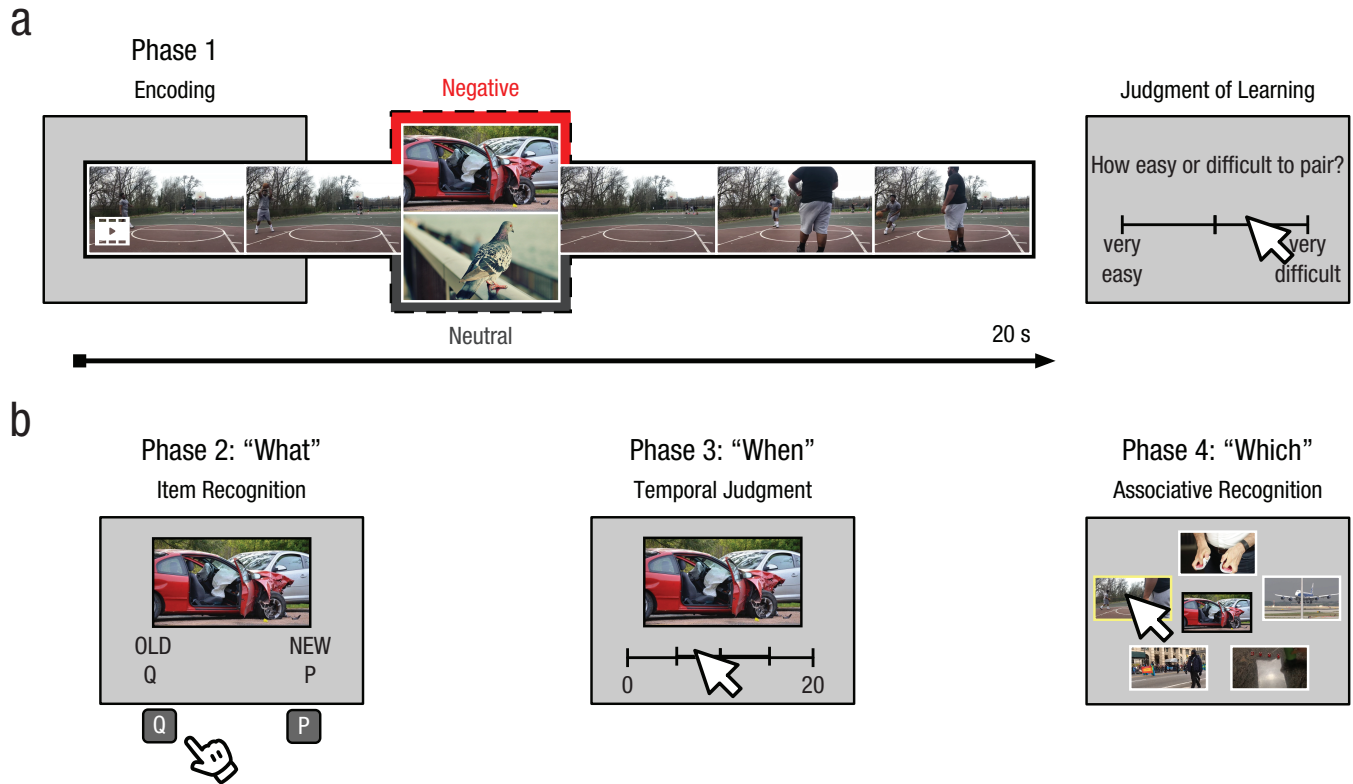 a
Phase 1
Encoding
Negative
Judgment of Learning
How easy or difficult to pair?
very
easy
very
difficult
Neutral
20 s
b
Phase 2: “What”
Item Recognition
OLD
NEW
Q
P
Q
P
Phase 3: “When”
Temporal Judgment
0
20
Phase 4: “Which”
Associative Recognition